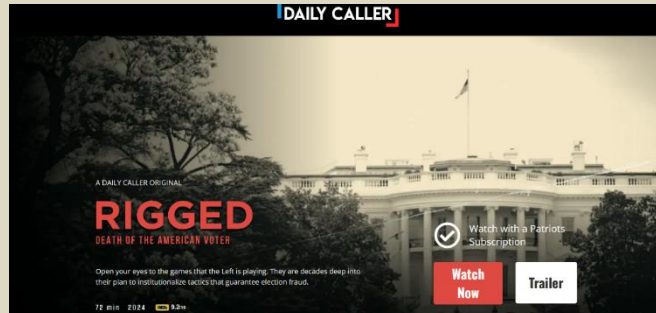 DAILY CALLER
A DAILY CALLER ORIGINAL
RIGGED
DEATH OF THE AMERICAN VOTER
Watch with a Patriots
Subscription
Open your eyes to the games that the Left is playing. They are decades deep into
their plan to institutionalize tactics that guarantee election fraud.
Watch
Now
Trailer
72 min 2024 9.2